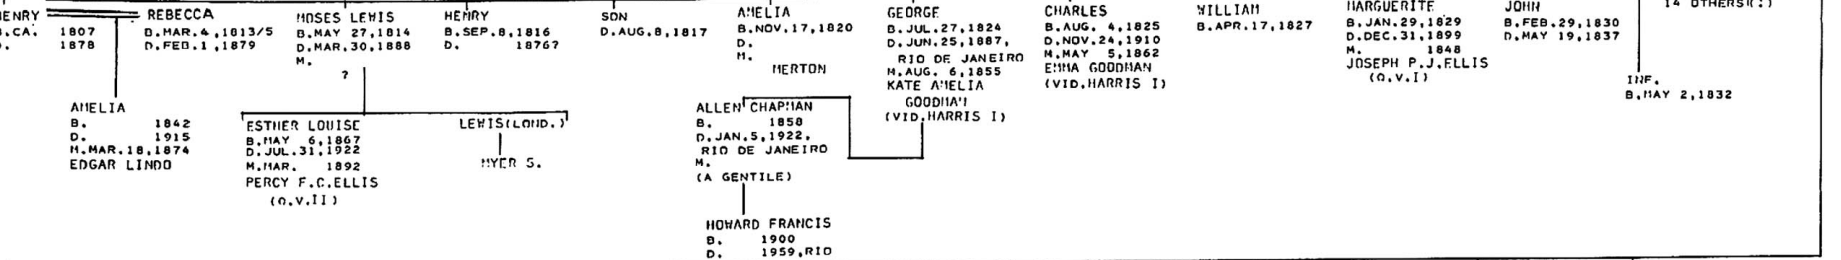 HENRY
B.CA. 1807
D. 1878
REBECCA
B.MAR.4,1813/5
D.FEB.1,1879
MOSES LEWIS
B.MAY 27,1814
D.MAR.30,1888
M.
?
HENRY
B.SEP.8,1816
D. 1876?
SON
D.AUG.8,1817
AMELIA
B.NOV.17,1820
D.
M.
MERTON
GEORGE
B.JUL.27,1824
D.JUN.25,1887,
RIO DE JANEIRO
M.AUG. 6,1855
KATE AMELIA
GOODMAN
(VID.HARRIS I)
CHARLES
B.AUG. 4,1825
D.NOV.24,1910
M.MAY 5,1862
EMMA GOODMAN
(VID.HARRIS I)
WILLIAM
B.APR.17,1827
MARGUERITE
B.JAN.29,1829
D.DEC.31,1899
M. 1848
JOSEPH P.J.ELLIS
(Q.V.I)
JOHN
B.FEB.29,1830
D.MAY 19,1837
14 OTHERS!(:)
INF.
B.MAY 2,1832
AMELIA
B. 1842
D. 1915
M.MAR.18,1874
EDGAR LINDO
ESTHER LOUISE
B.MAY 6,1867
D.JUL.31,1922
M.MAR. 1892
PERCY F.C.ELLIS
(Q.V.II)
LEWIS(LOND.)
MYER S.
ALLEN CHAPMAN
B. 1858
D.JAN.5,1922,
RIO DE JANEIRO
M.
(A GENTILE)
HOWARD FRANCIS
B. 1900
D. 1959,RIO